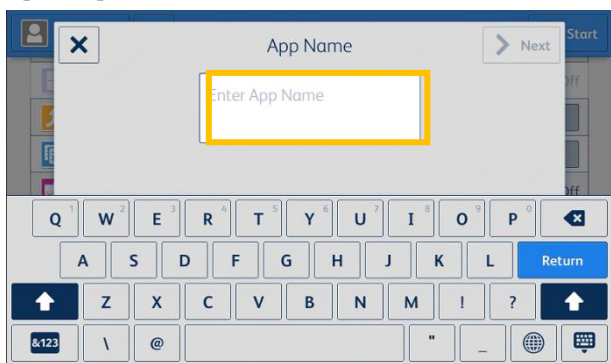 Start
App Name
Next
Off
Enter App Name
Off
Q 1 W 2 E 3 R 4 T 5 Y 6 U 7 I 8 O 9 P 0
A S D F G H J K L Return
Z X C V B N M ! ?
&123 \ @ " _